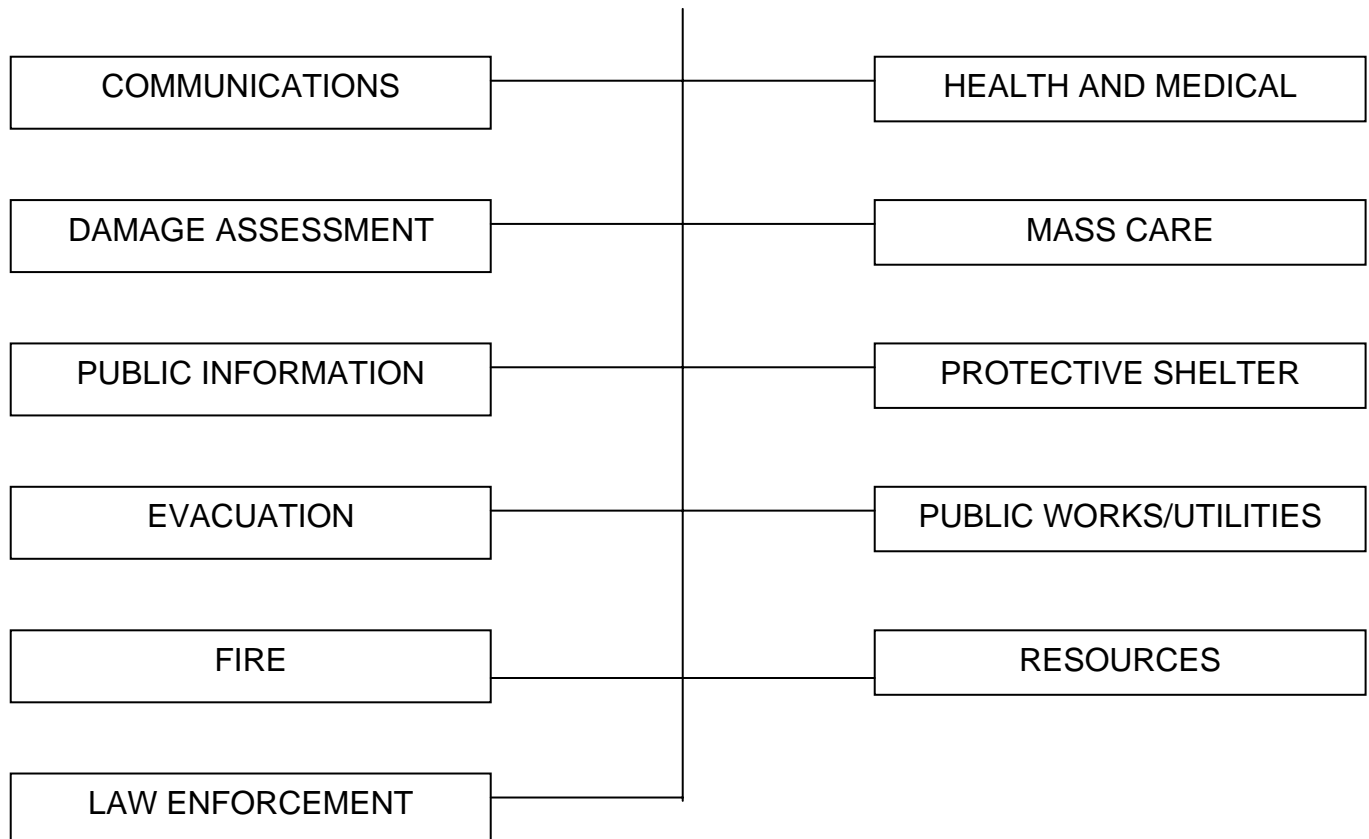 COMMUNICATIONS
HEALTH AND MEDICAL
DAMAGE ASSESSMENT
MASS CARE
PUBLIC INFORMATION
PROTECTIVE SHELTER
EVACUATION
PUBLIC WORKS/UTILITIES
FIRE
RESOURCES
LAW ENFORCEMENT